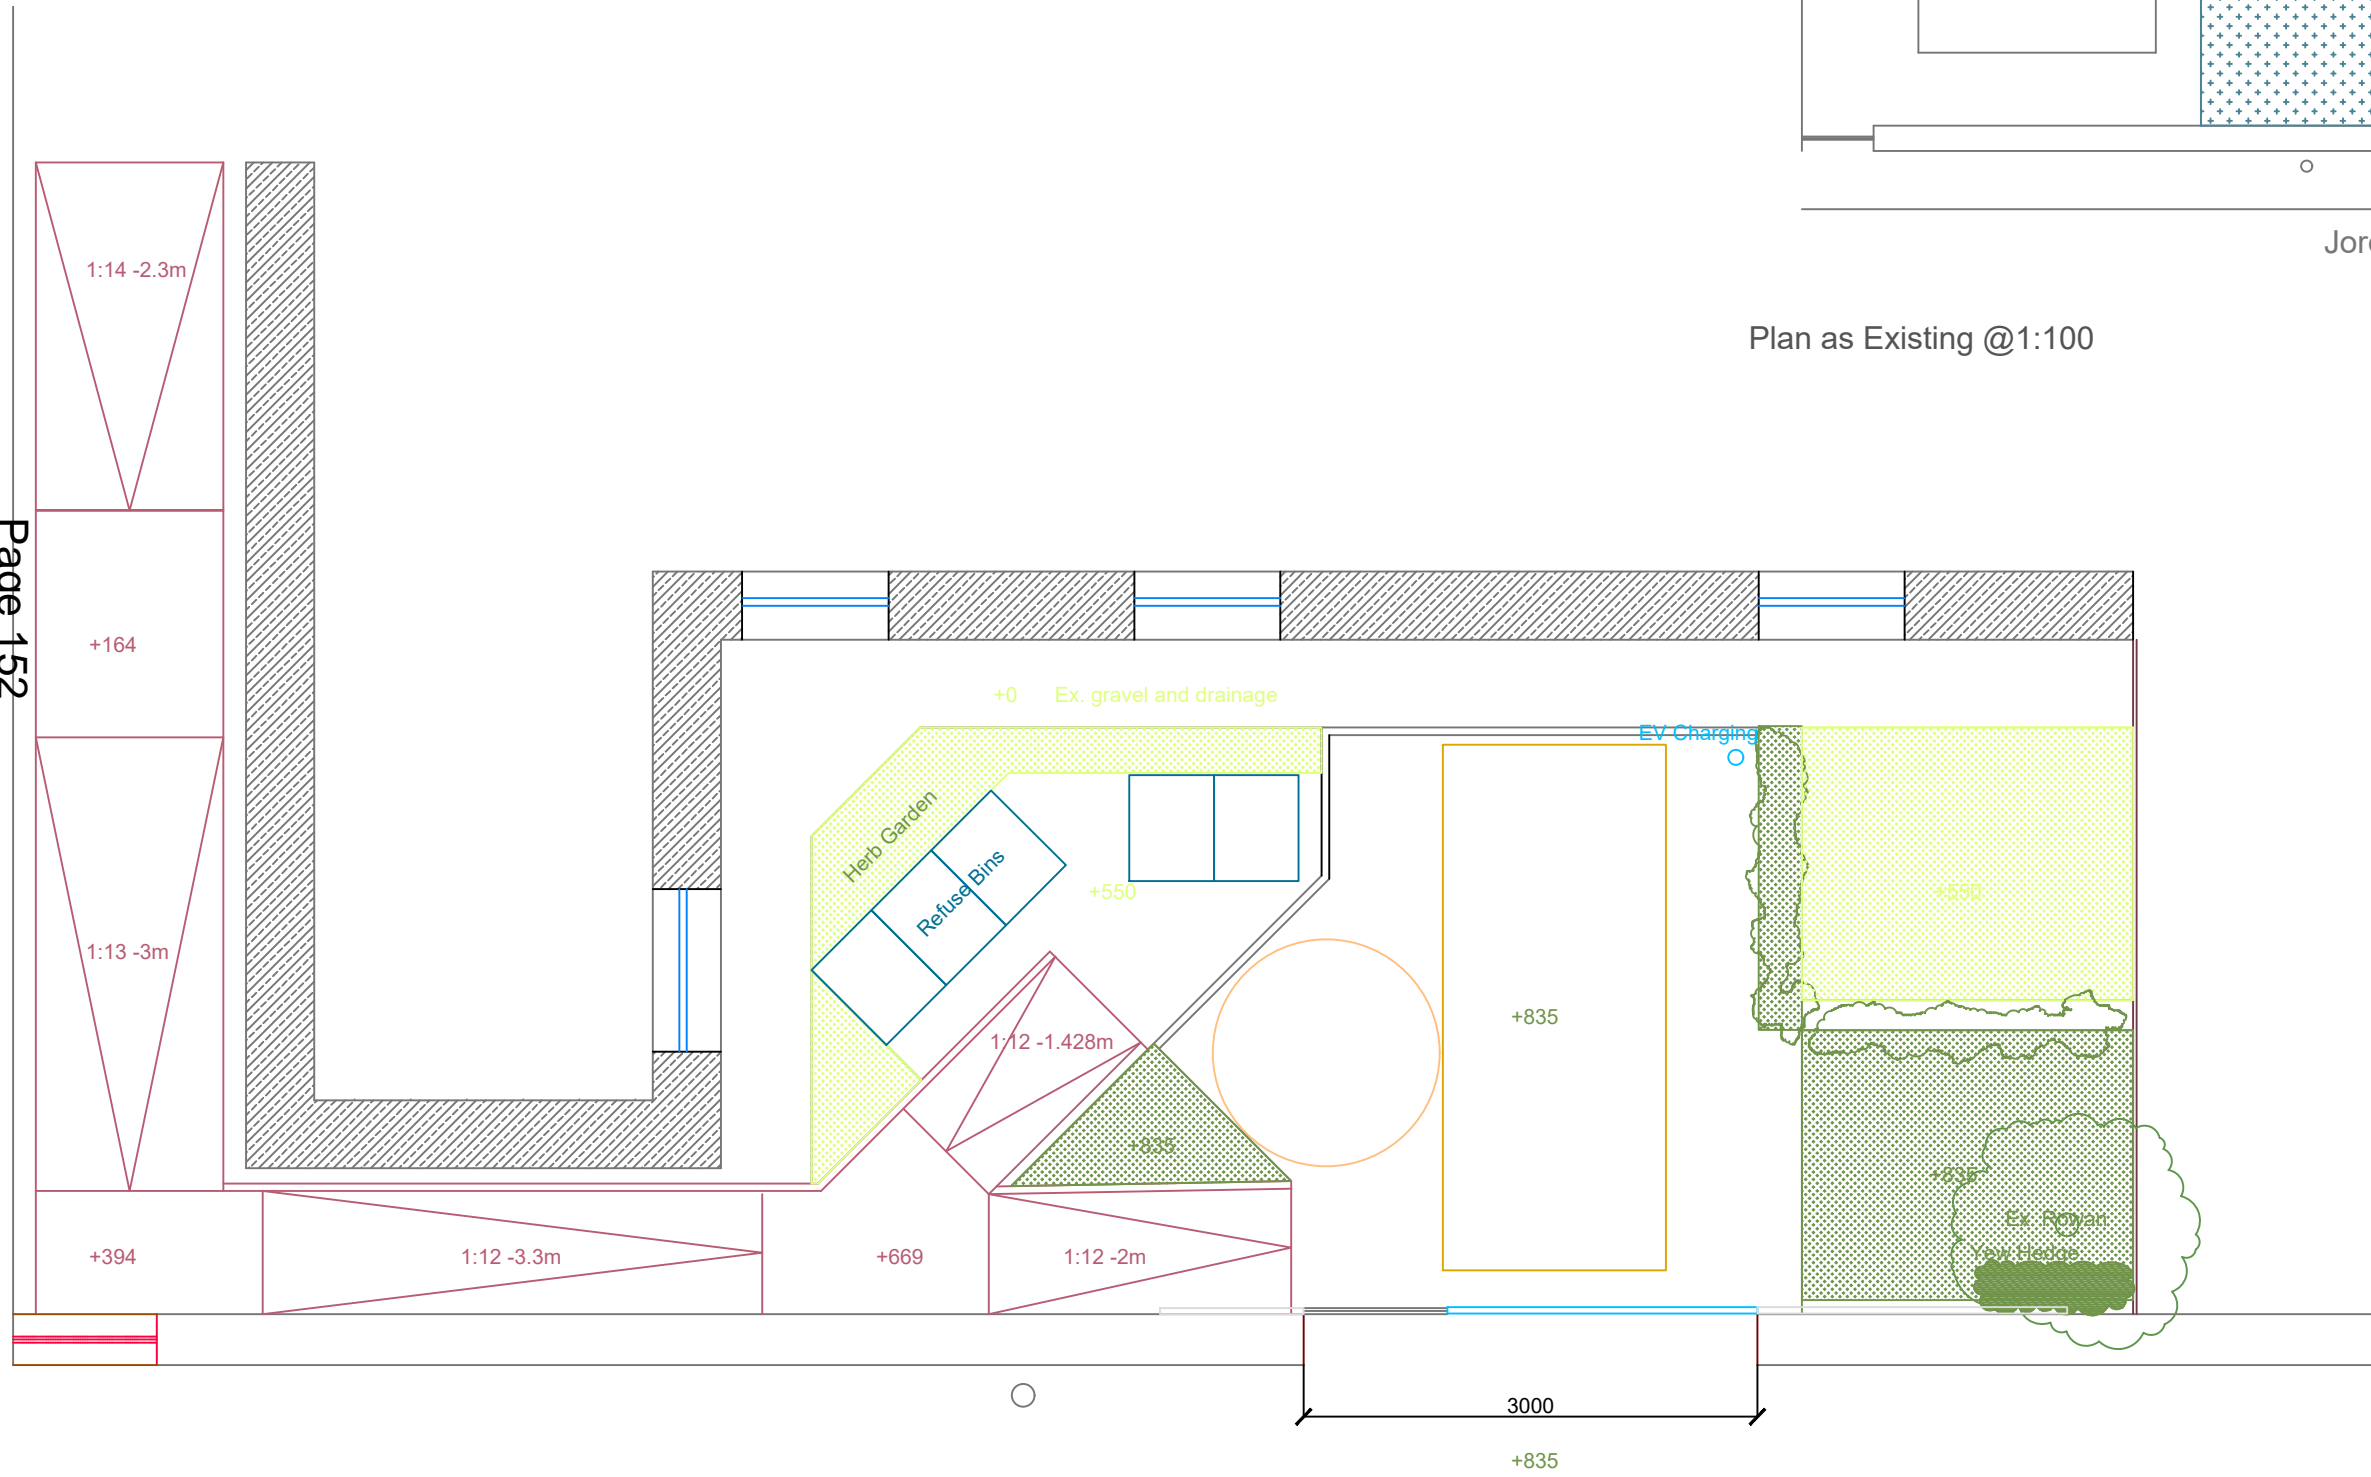 Plan as Existing @1:100
1:14 -2.3m
Page 152
+164
+0 Ex. gravel and drainage
EV Charging
Herb Garden
Refuse Bins
+550
+550
1:13 -3m
+835
1:12 -1.428m
+835
+835
Ex. Rowan
Yew Hedge
+394
1:12 -3.3m
+669
1:12 -2m
3000
+835